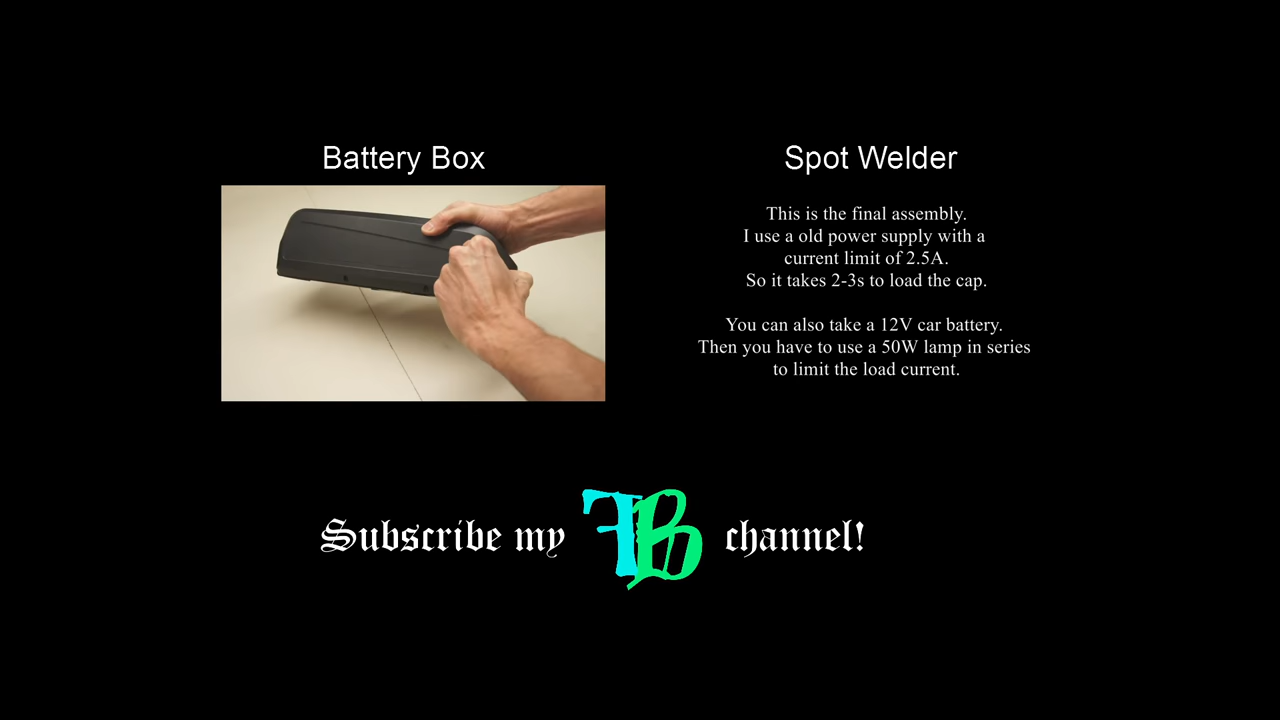 Battery Box
Spot Welder
This is the final assembly.
I use a old power supply with a
current limit of 2.5A.
So it takes 2-3s to load the cap.
You can also take a 12V car battery.
Then you have to use a 50W lamp in series
to limit the load current.
Subscribe my FB channel!